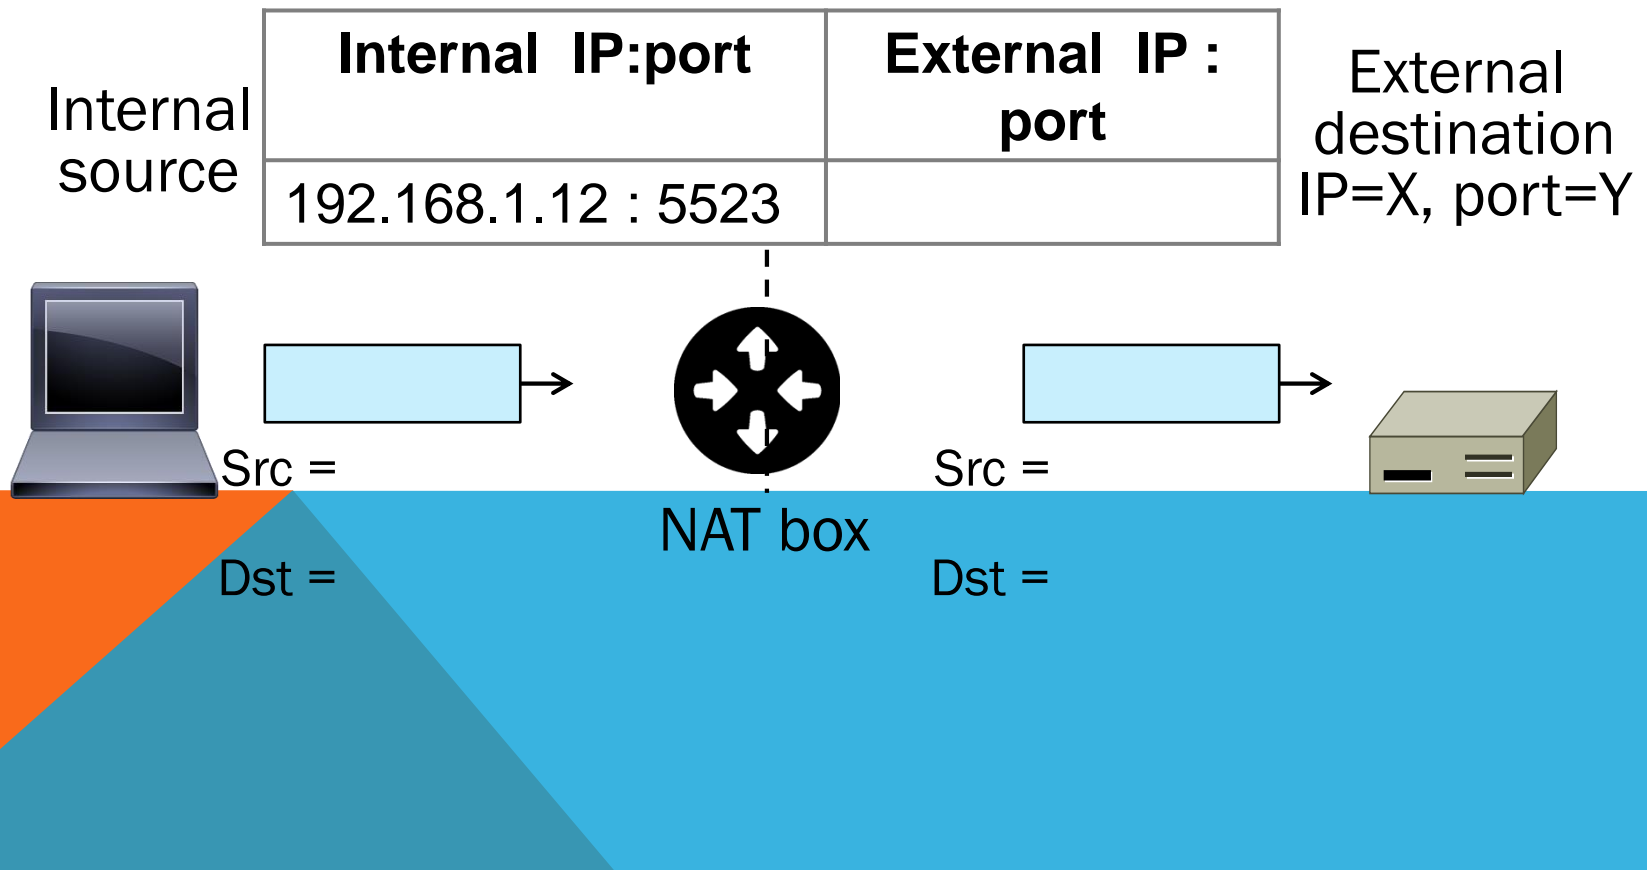 Internal
source
Internal IP:port
External IP :
port
192.168.1.12 : 5523
External
destination
IP=X, port=Y
Src =
Dst =
NAT box
Src =
Dst =